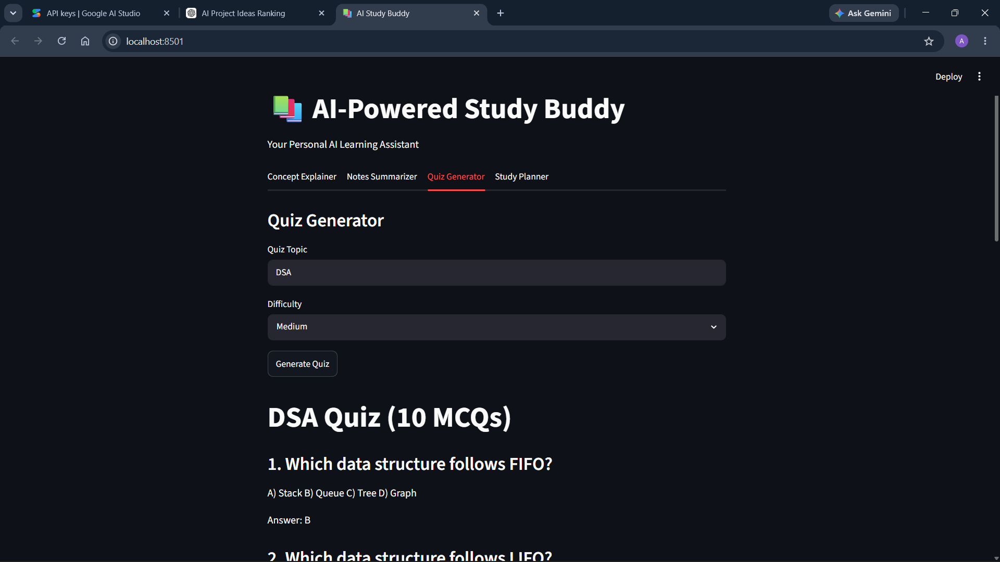 API keys | Google AI Studio
AI Project Ideas Ranking
AI Study Buddy
Ask Gemini
localhost:8501
A
Deploy
AI-Powered Study Buddy
Your Personal AI Learning Assistant
Concept Explainer Notes Summarizer Quiz Generator Study Planner
Quiz Generator
Quiz Topic
DSA
Difficulty
Medium
Generate Quiz
DSA Quiz (10 MCQs)
1. Which data structure follows FIFO?
A) Stack B) Queue C) Tree D) Graph
Answer: B
2. Which data structure follows LIFO?